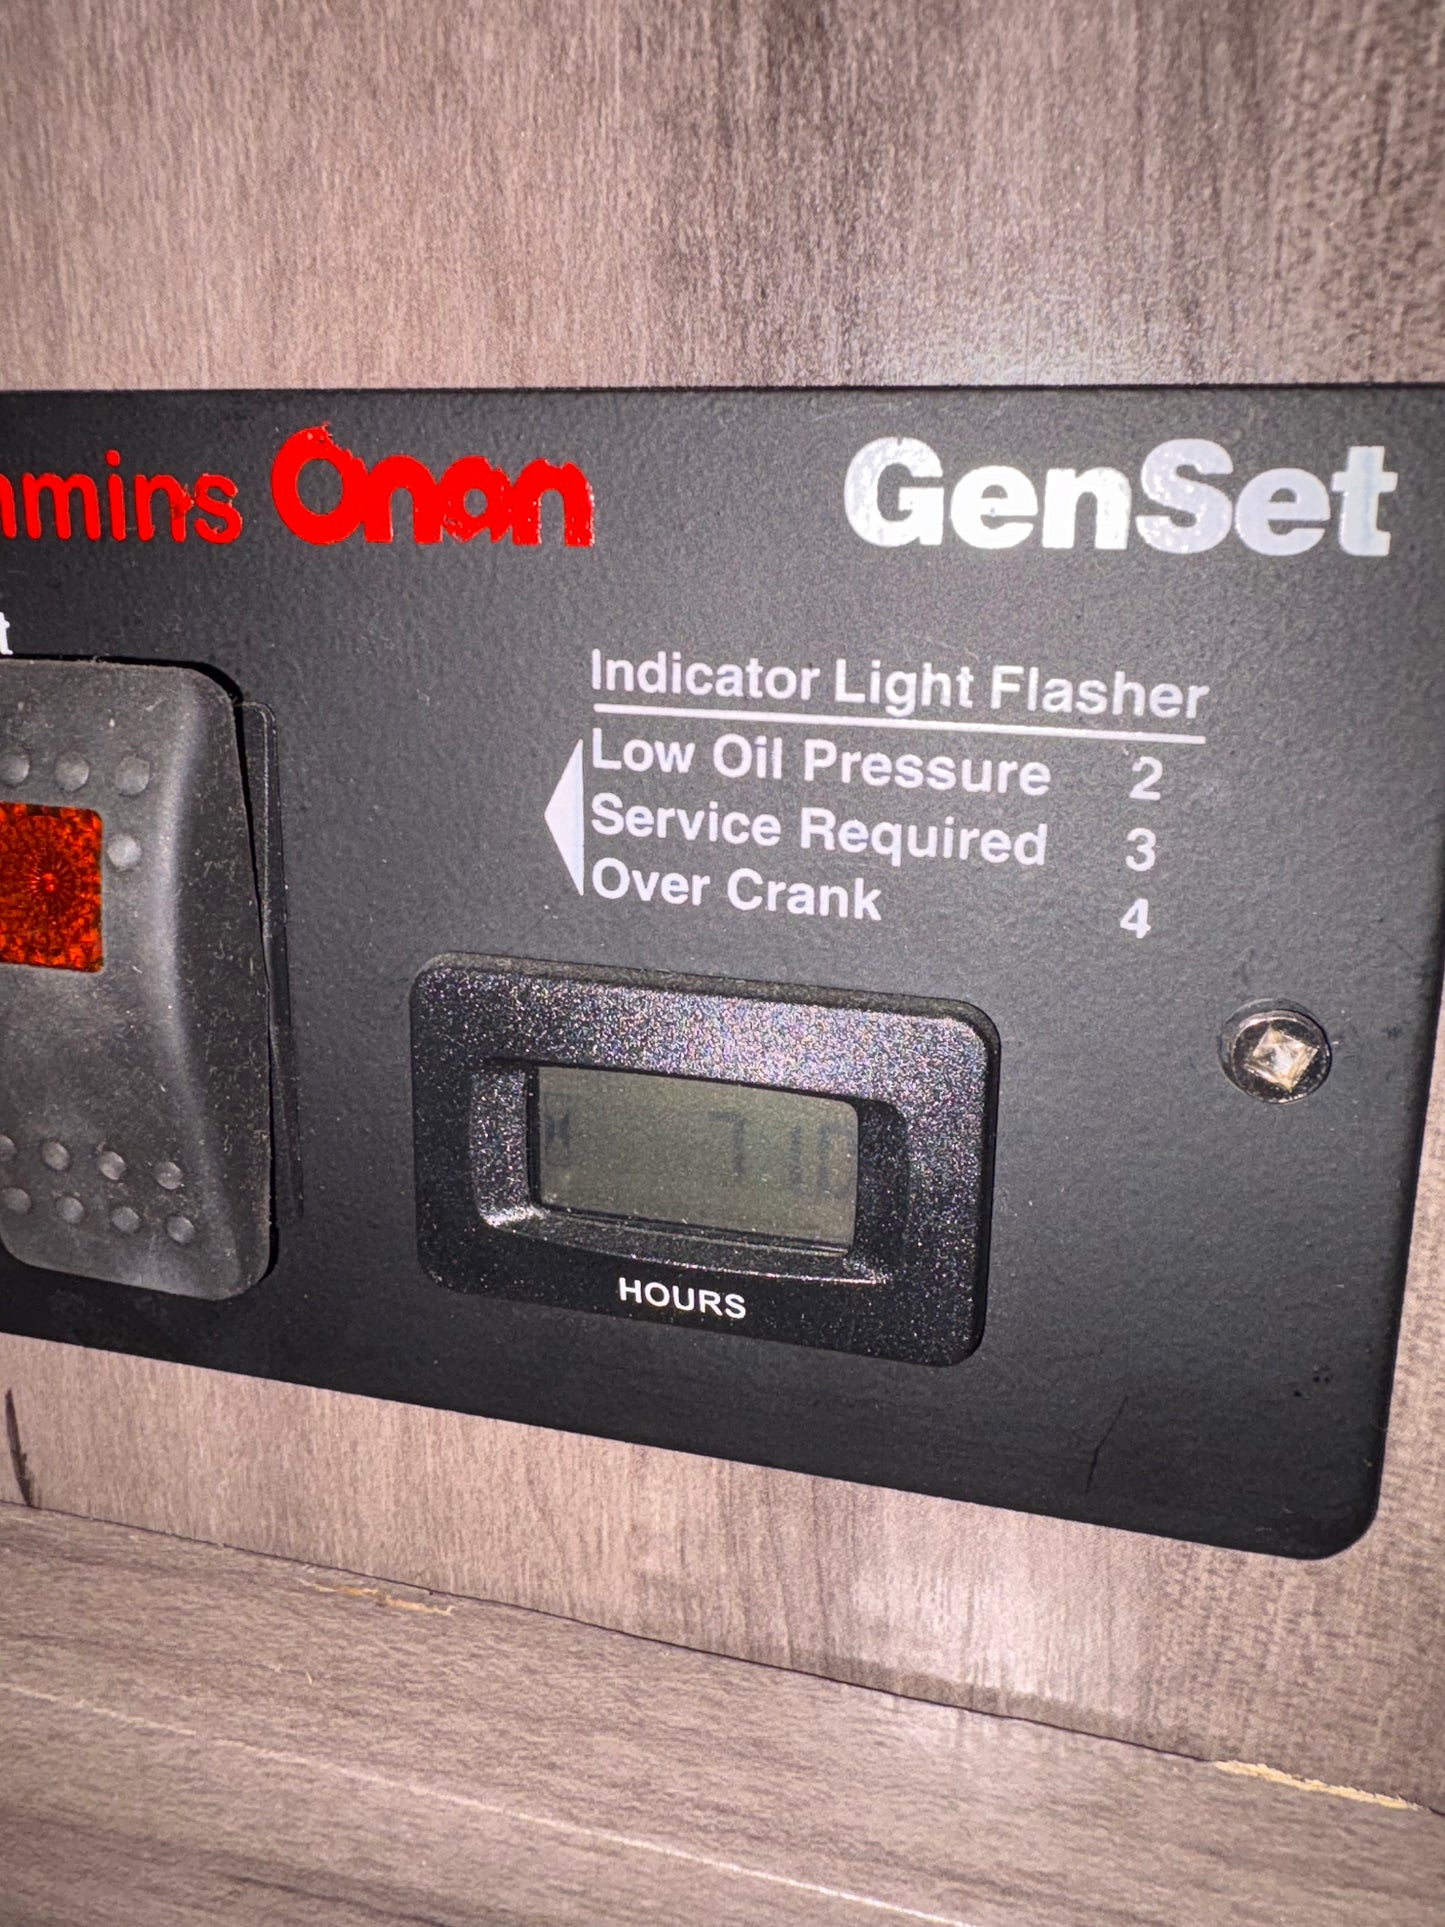 mmins Onan GenSet
t
Indicator Light Flasher
Low Oil Pressure 2
Service Required 3
Over Crank 4
HOURS